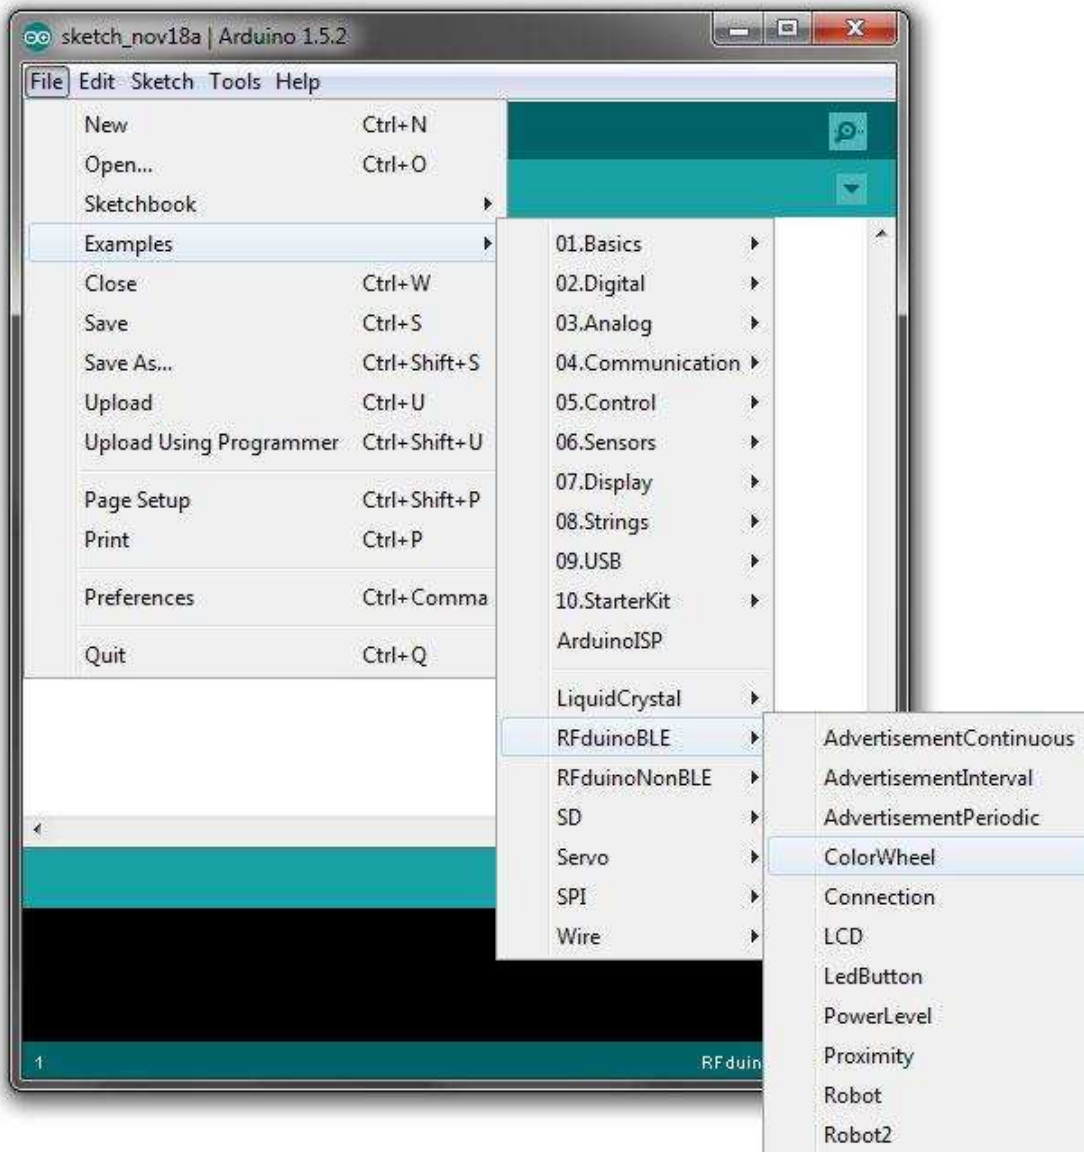 sketch_nov18a | Arduino 1.5.2
File Edit Sketch Tools Help
New Ctrl+N
Open... Ctrl+O
Sketchbook
Examples
Close Ctrl+W
Save Ctrl+S
Save As... Ctrl+Shift+S
Upload Ctrl+U
Upload Using Programmer Ctrl+Shift+U
Page Setup Ctrl+Shift+P
Print Ctrl+P
Preferences Ctrl+Comma
Quit Ctrl+Q
01.Basics
02.Digital
03.Analog
04.Communication
05.Control
06.Sensors
07.Display
08.Strings
09.USB
10.StarterKit
ArduinoISP
LiquidCrystal
RFduinoBLE
RFduinoNonBLE
SD
Servo
SPI
Wire
AdvertisementContinuous
AdvertisementInterval
AdvertisementPeriodic
ColorWheel
Connection
LCD
LedButton
PowerLevel
Proximity
Robot
Robot2
1 RFduin